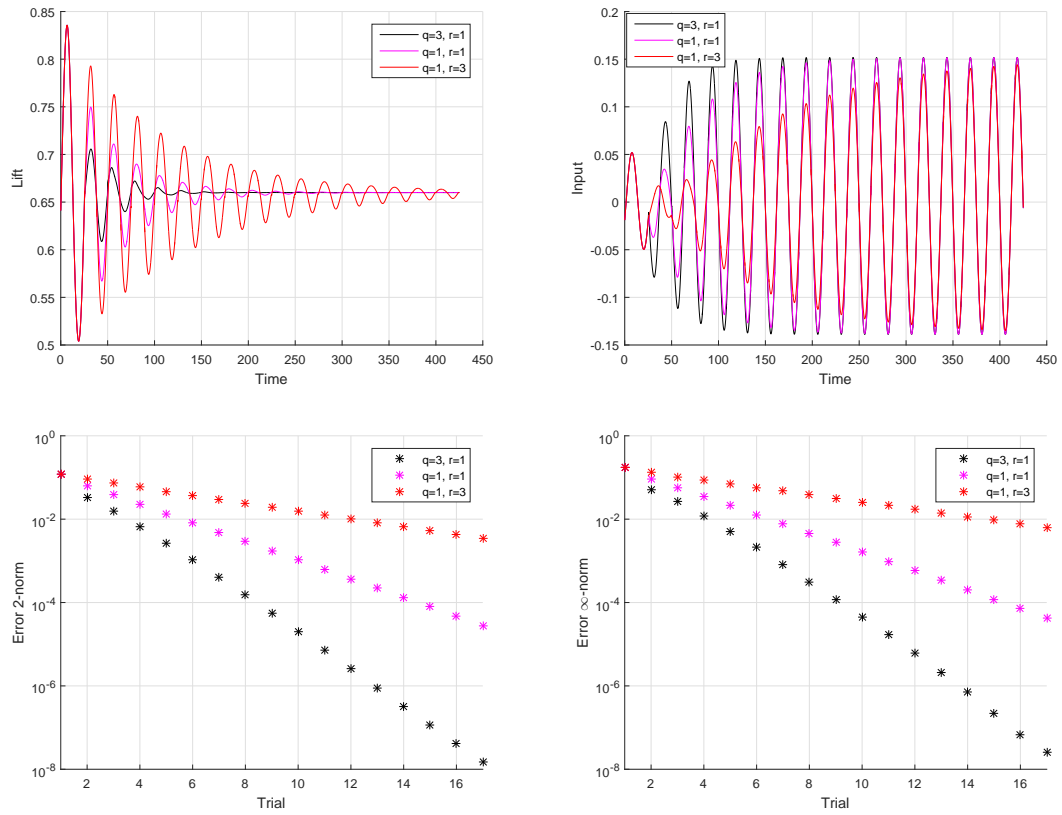 0.85
0.8
0.75
0.7
0.65
0.6
0.55
0.5
Lift
0 50 100 150 200 250 300 350 400 450
Time
q=3, r=1
q=1, r=1
q=1, r=3
0.2
0.15
0.1
0.05
0
-0.05
-0.1
-0.15
Input
0 50 100 150 200 250 300 350 400 450
Time
q=3, r=1
q=1, r=1
q=1, r=3
10^0
10^-2
10^-4
10^-6
10^-8
Error 2-norm
2 4 6 8 10 12 14 16
Trial
q=3, r=1
q=1, r=1
q=1, r=3
10^0
10^-2
10^-4
10^-6
10^-8
Error ∞-norm
2 4 6 8 10 12 14 16
Trial
q=3, r=1
q=1, r=1
q=1, r=3